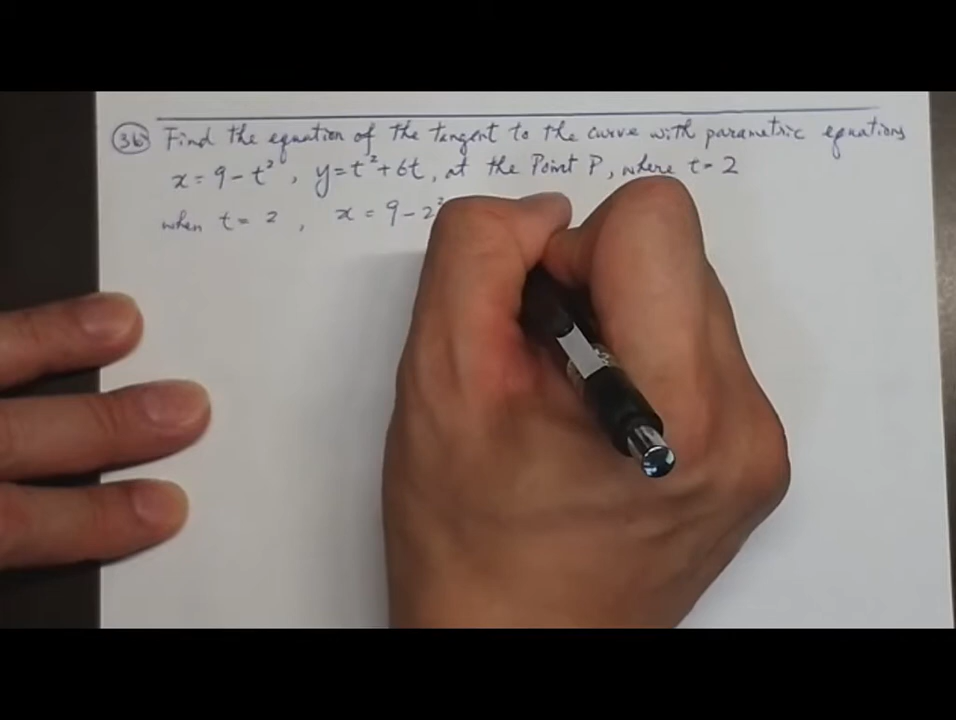 36 Find the equation of the tangent to the curve with parametric equations
x = 9 - t², y = t² + 6t, at the Point P, where t = 2
when t = 2, x = 9 - 2²